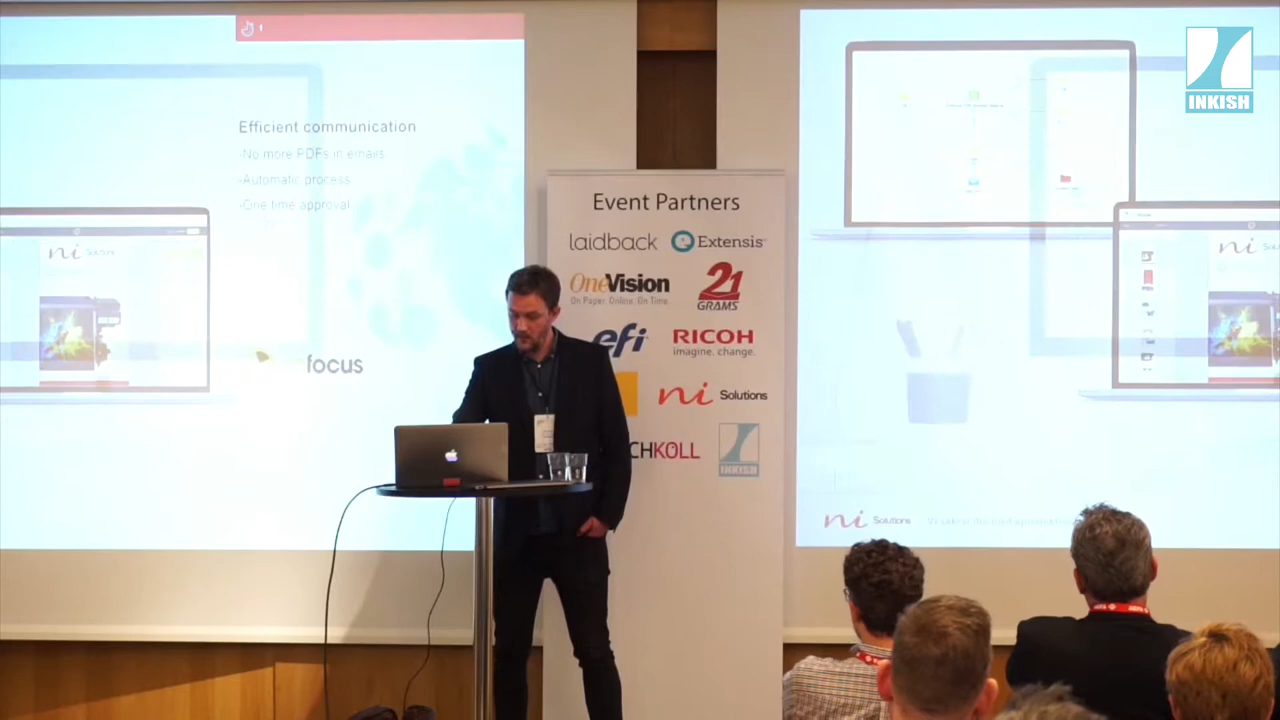 1
Efficient communication
-No more PDFs in emails
-Automatic process
-One time approval
ni Solutions
focus
Event Partners
laidback
Extensis
OneVision
On Paper. Online. On Time.
21
GRAMS
efi
RICOH
imagine. change.
ni Solutions
CHKOLL
INKISH
INKISH
ni
ni Solutions